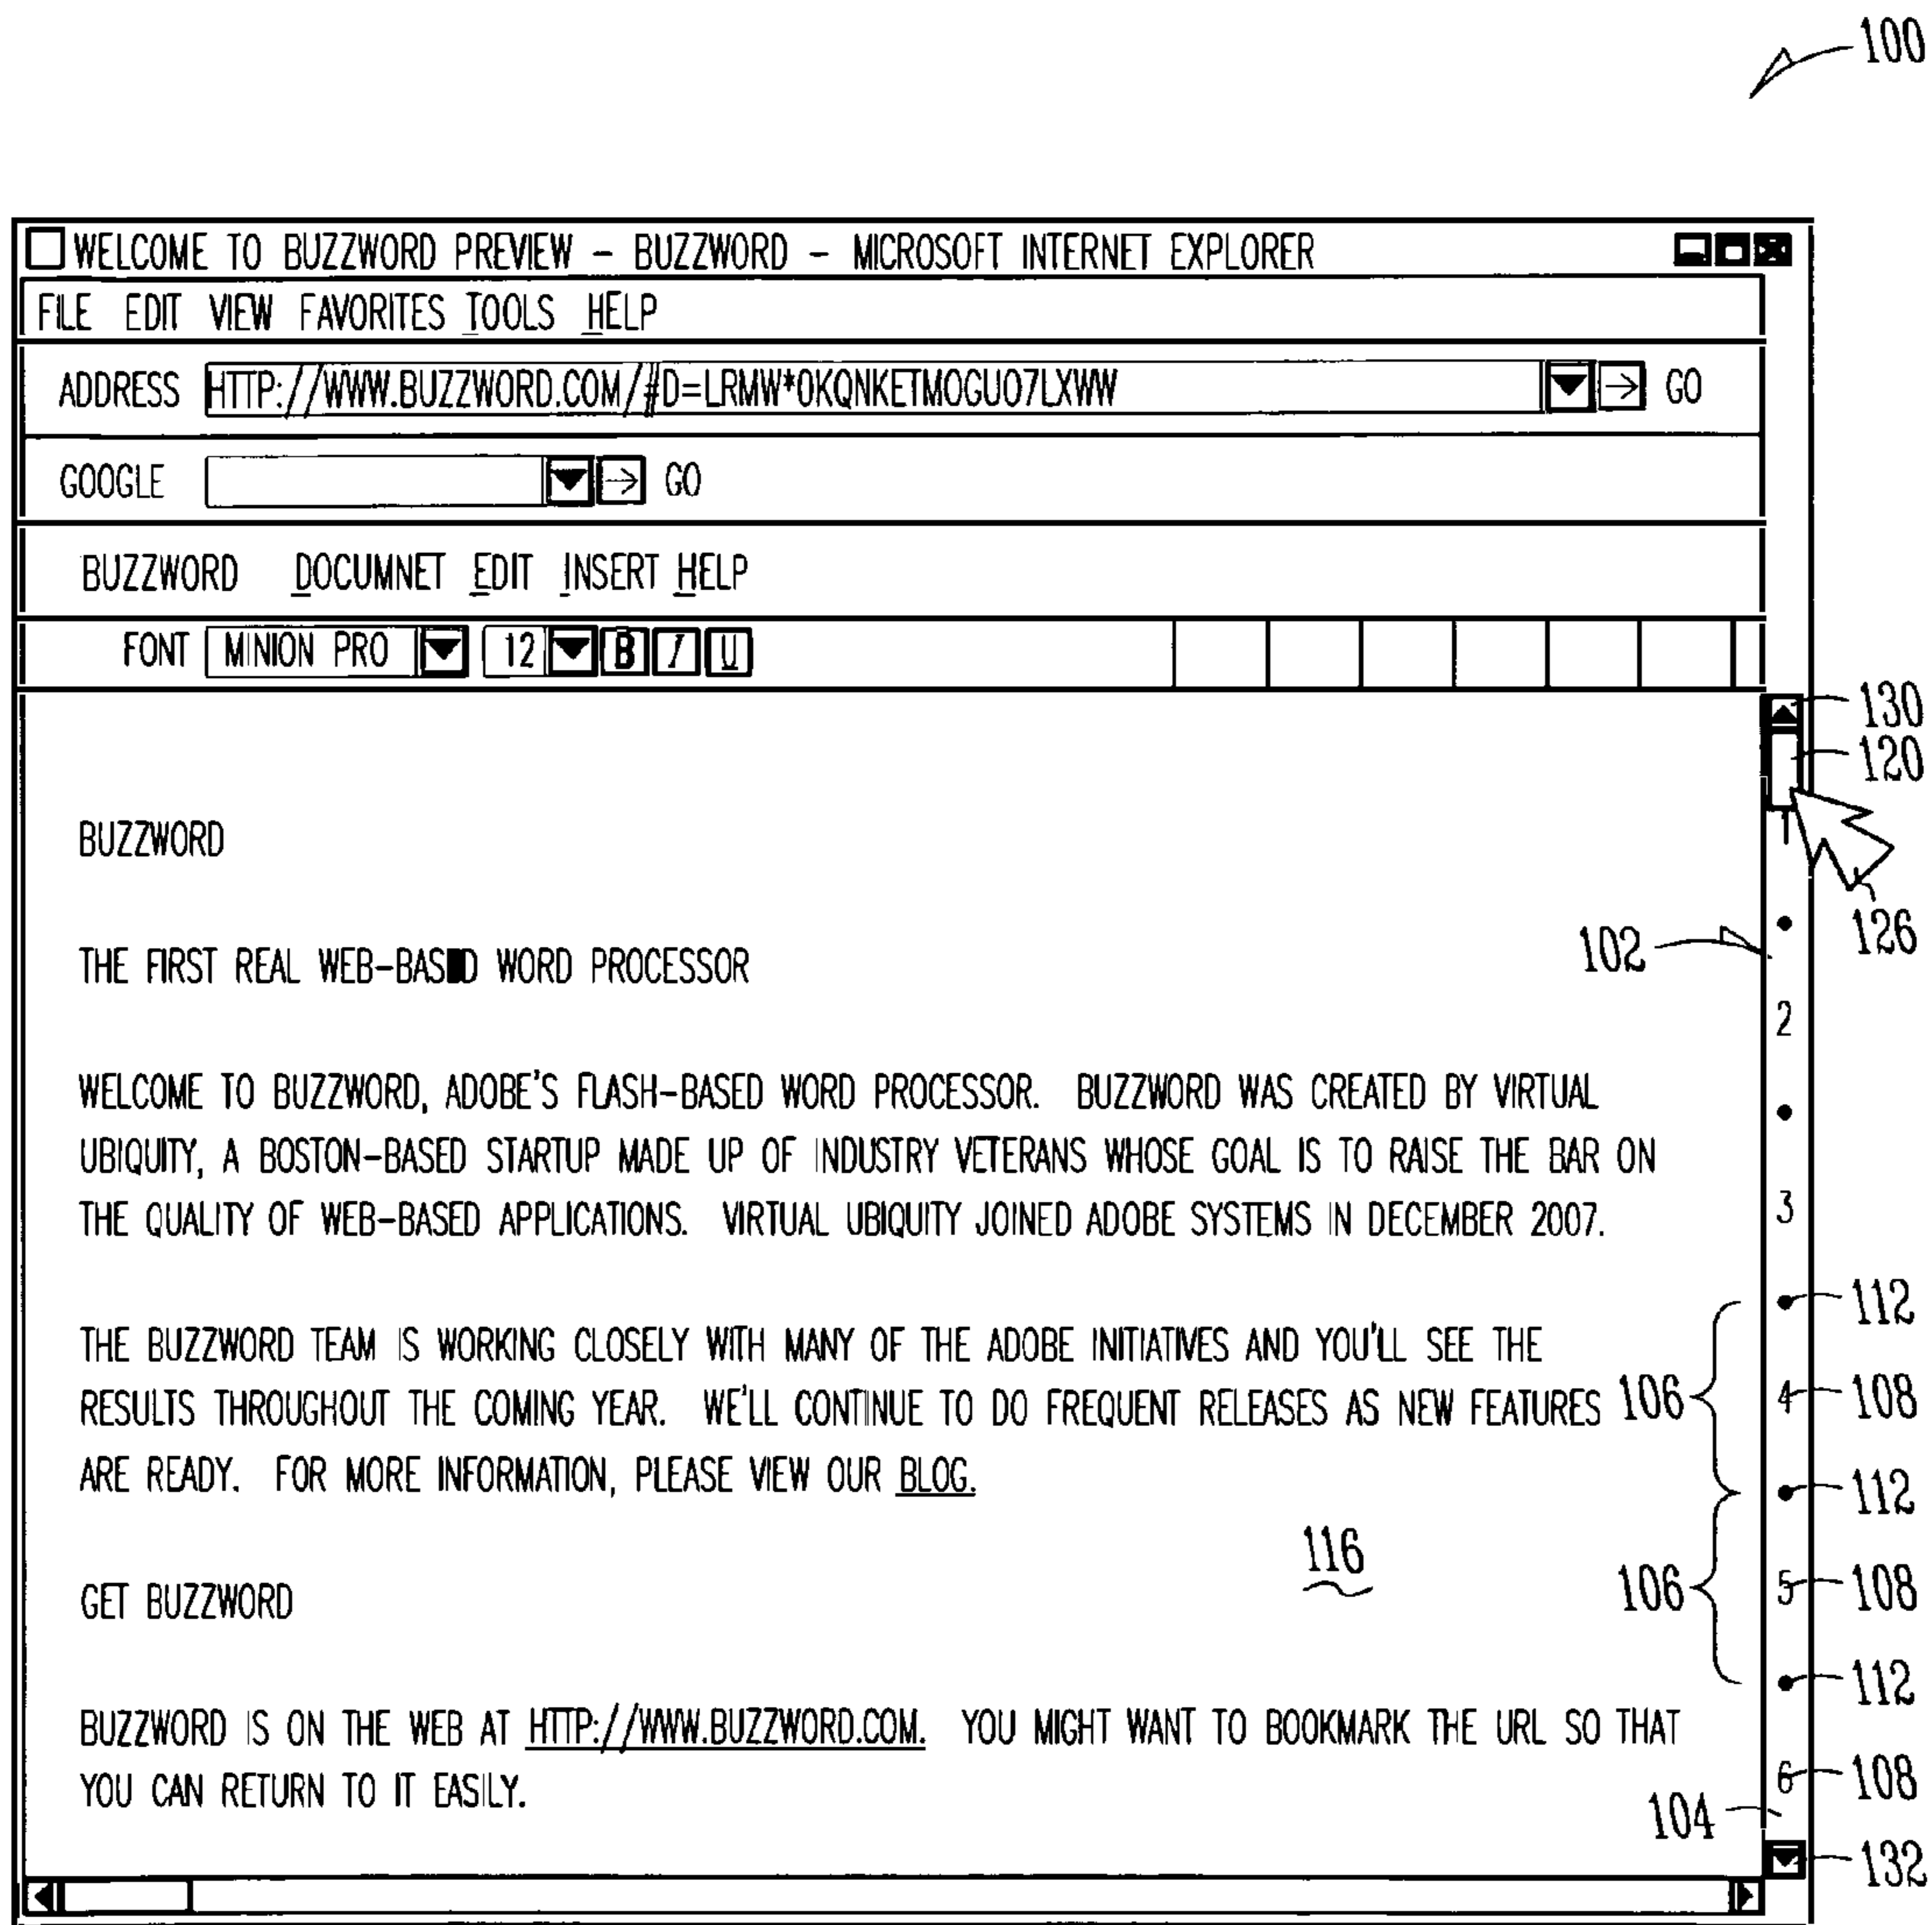 100
WELCOME TO BUZZWORD PREVIEW – BUZZWORD – MICROSOFT INTERNET EXPLORER
FILE EDIT VIEW FAVORITES TOOLS HELP
ADDRESS HTTP://WWW.BUZZWORD.COM/#D=LRMW*0KQNKETMOGUO7LXWW GO
GOOGLE GO
BUZZWORD DOCUMNET EDIT INSERT HELP
FONT MINION PRO 12 B I U
130
120
BUZZWORD 1
126
THE FIRST REAL WEB-BASED WORD PROCESSOR 102
2
WELCOME TO BUZZWORD, ADOBE'S FLASH-BASED WORD PROCESSOR. BUZZWORD WAS CREATED BY VIRTUAL
UBIQUITY, A BOSTON-BASED STARTUP MADE UP OF INDUSTRY VETERANS WHOSE GOAL IS TO RAISE THE BAR ON
THE QUALITY OF WEB-BASED APPLICATIONS. VIRTUAL UBIQUITY JOINED ADOBE SYSTEMS IN DECEMBER 2007. 3
112
THE BUZZWORD TEAM IS WORKING CLOSELY WITH MANY OF THE ADOBE INITIATIVES AND YOU'LL SEE THE
RESULTS THROUGHOUT THE COMING YEAR. WE'LL CONTINUE TO DO FREQUENT RELEASES AS NEW FEATURES 106 4 108
ARE READY. FOR MORE INFORMATION, PLEASE VIEW OUR BLOG. 112
116
GET BUZZWORD 106 5 108
112
BUZZWORD IS ON THE WEB AT HTTP://WWW.BUZZWORD.COM. YOU MIGHT WANT TO BOOKMARK THE URL SO THAT
YOU CAN RETURN TO IT EASILY. 6 108
104
132